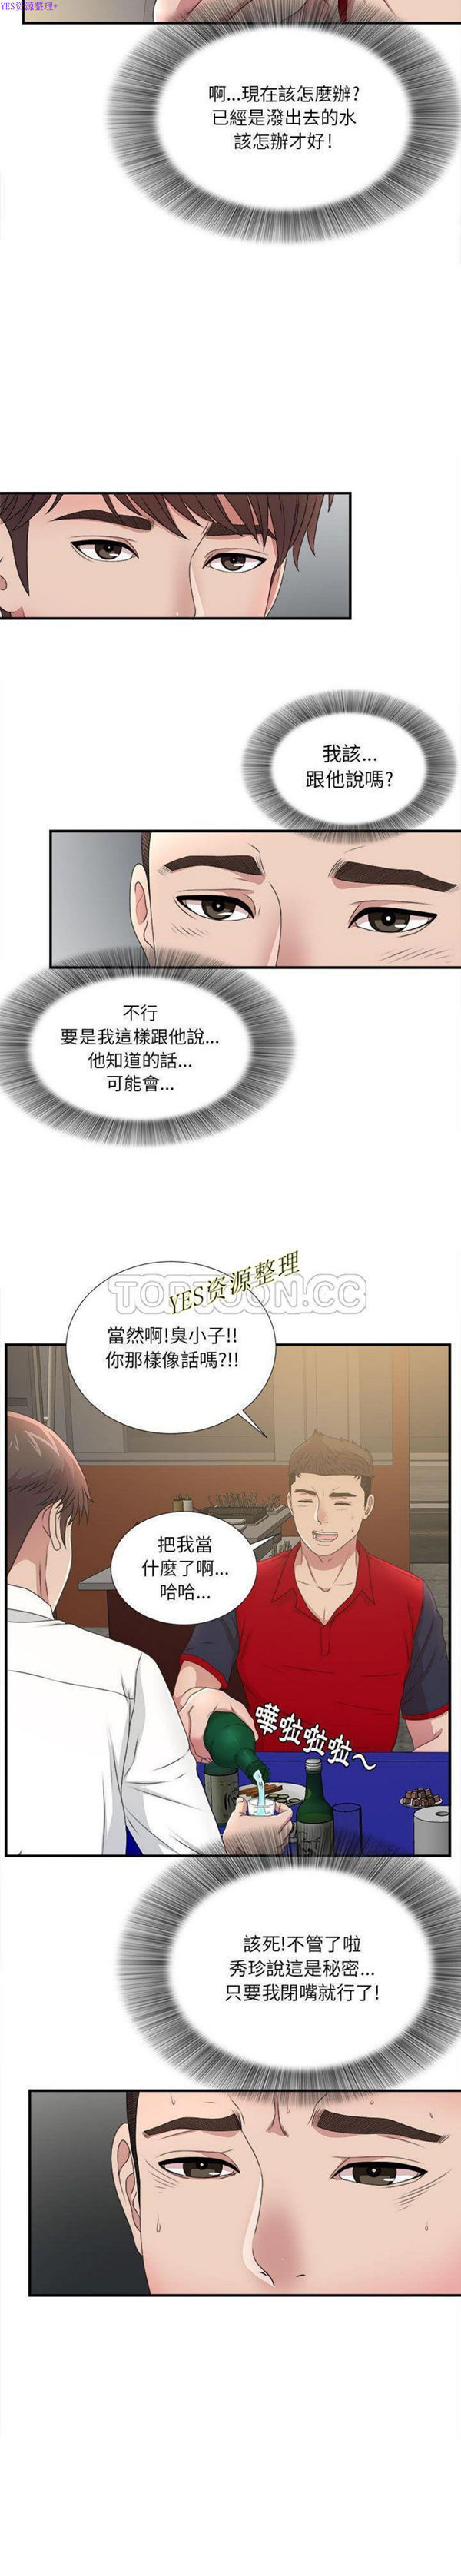 YES资源整理+
啊...現在該怎麼辦?
已經是潑出去的水
該怎辦才好!
我該...
跟他說嗎?
不行
要是我這樣跟他說...
他知道的話...
可能會...
YES资源整理
TOPTOON.CC
當然啊!臭小子!!
你那樣像話嗎?!!
把我當
什麼了啊...
哈哈...
嘩啦啦啦~
該死!不管了啦
秀珍說這是秘密...
只要我閉嘴就行了!